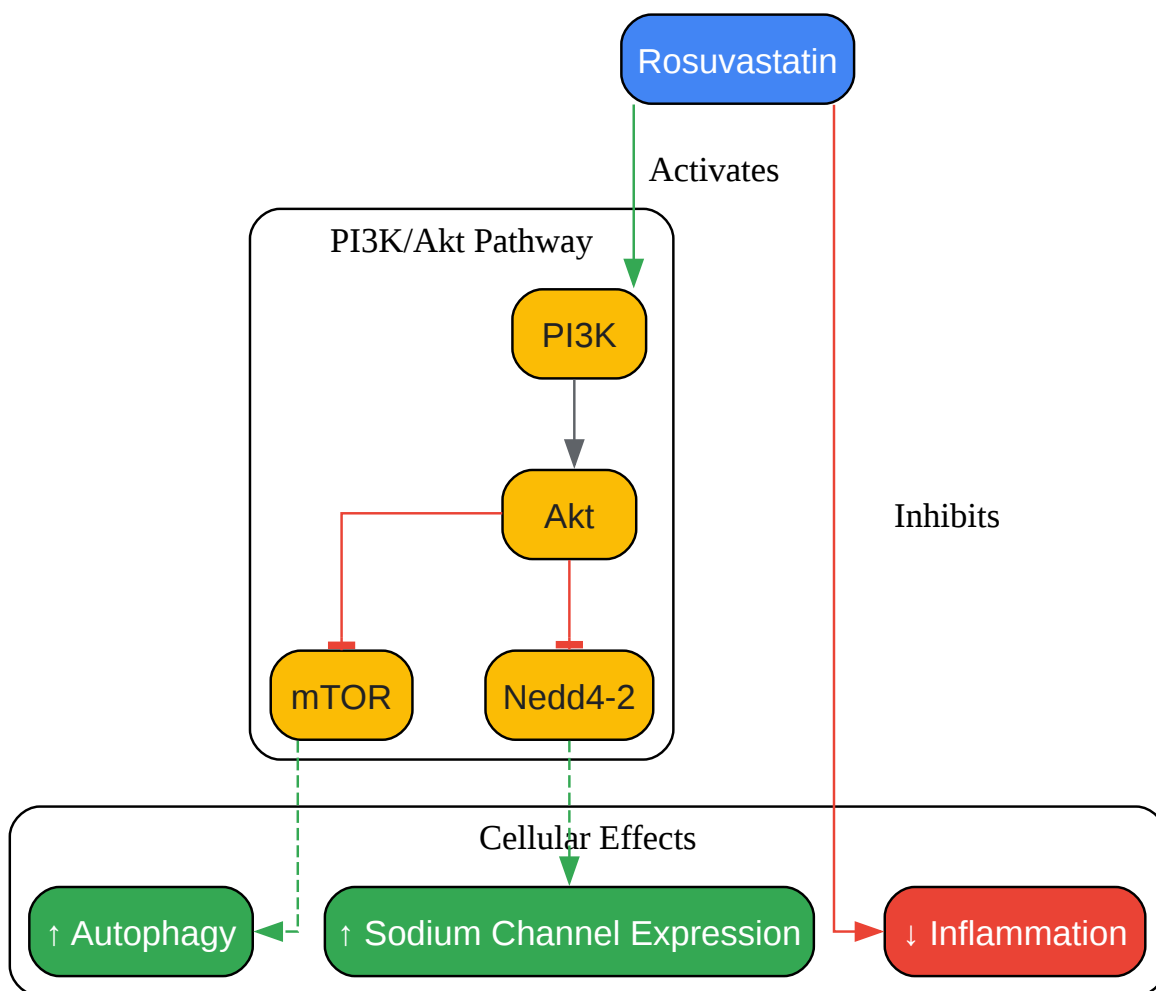 Rosuvastatin
Activates
PI3K/Akt Pathway
PI3K
Akt
Inhibits
mTOR
Nedd4-2
Cellular Effects
↑ Autophagy
↑ Sodium Channel Expression
↓ Inflammation